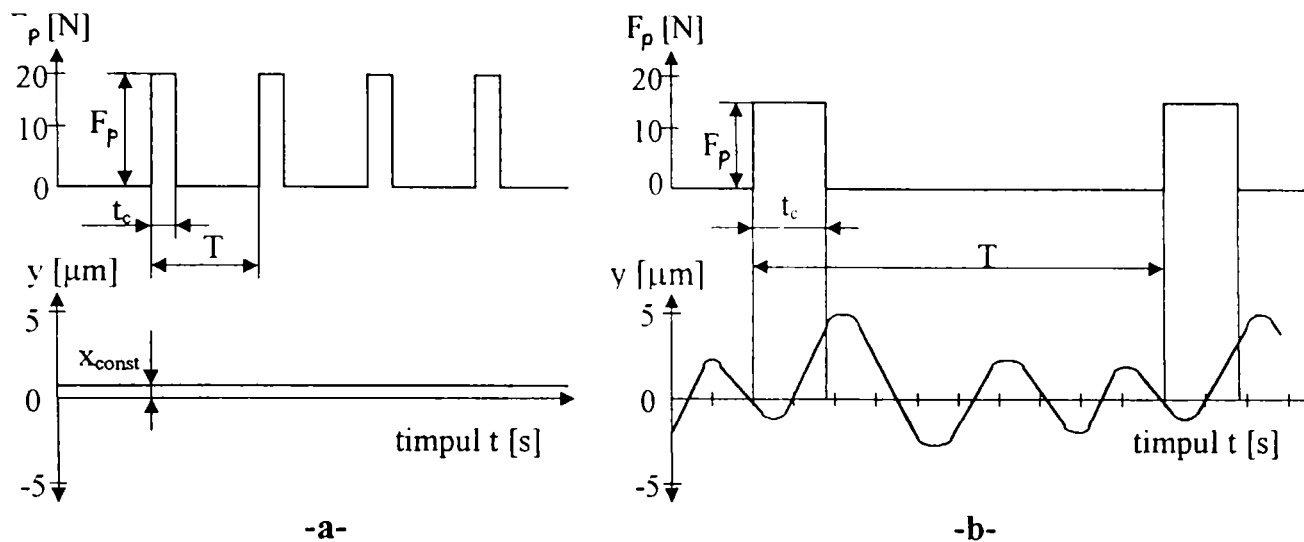 F_p [N]
20
10
0
F_p
t_c
T
y [μm]
5
x_const
0
timpul t [s]
-5
-a-
F_p [N]
20
10
0
F_p
t_c
T
y [μm]
5
0
timpul t [s]
-5
-b-